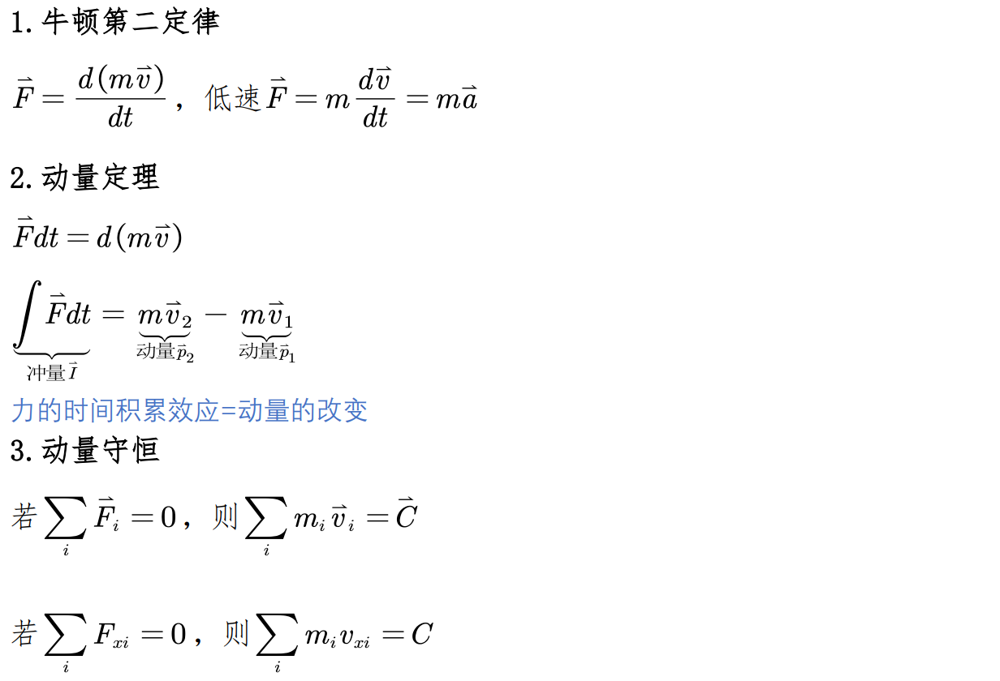 1.牛顿第二定律
$\vec{F}=\frac{d(m\vec{v})}{dt}$，低速$\vec{F}=m\frac{d\vec{v}}{dt}=m\vec{a}$
2.动量定理
$\vec{F}dt=d(m\vec{v})$
$\underbrace{\int\vec{F}dt}_{冲量\vec{I}}=\underbrace{m\vec{v}_2}_{动量\vec{p}_2}-\underbrace{m\vec{v}_1}_{动量\vec{p}_1}$
力的时间积累效应=动量的改变
3.动量守恒
若$\sum_i\vec{F}_i=0$，则$\sum_i m_i\vec{v}_i=\vec{C}$
若$\sum_i F_{xi}=0$，则$\sum_i m_i v_{xi}=C$